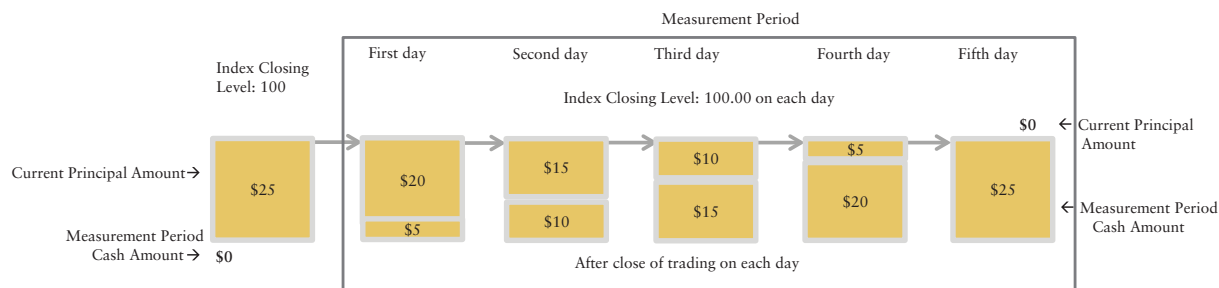 Measurement Period
First day
Second day
Third day
Fourth day
Fifth day
Index Closing
Level: 100
Index Closing Level: 100.00 on each day
$0
← Current Principal
Amount
Current Principal Amount→
$25
$20
$5
$15
$10
$10
$15
$5
$20
$25
← Measurement Period
Cash Amount
Measurement Period
Cash Amount→
$0
After close of trading on each day